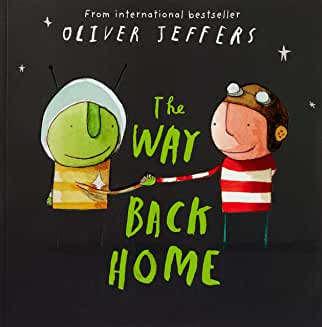 From international bestseller
OLIVER JEFFERS
The
WAY
BACK
HOME